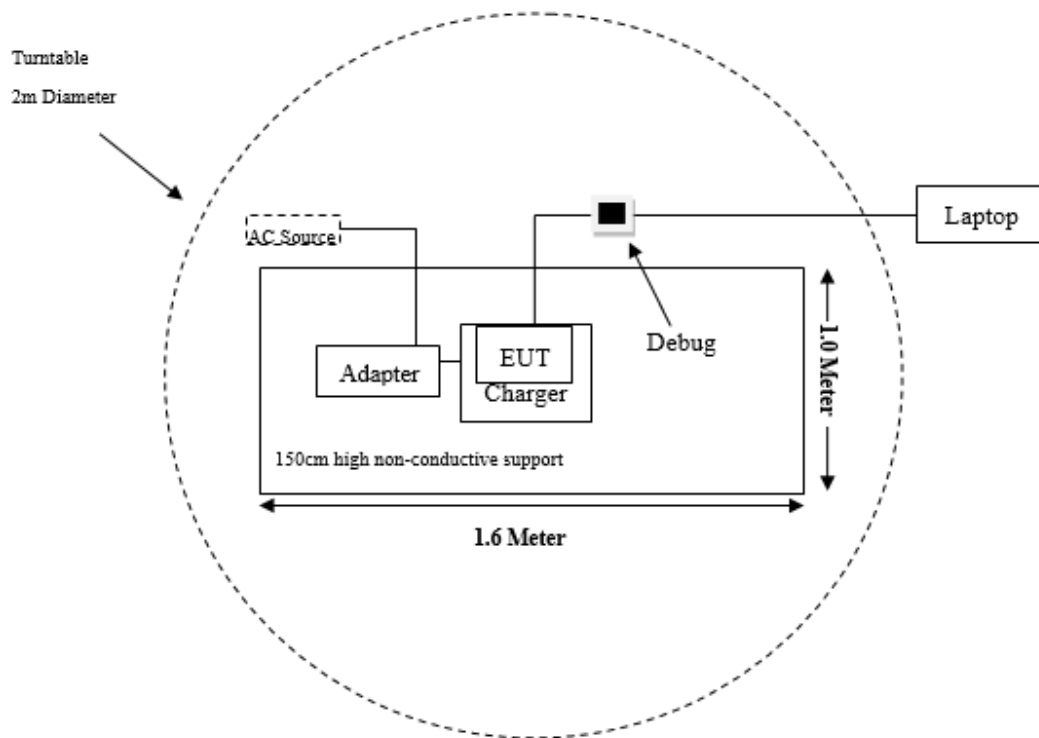 Turntable
2m Diameter
AC Source
Laptop
Debug
EUT
Adapter
Charger
1.0 Meter
150cm high non-conductive support
1.6 Meter